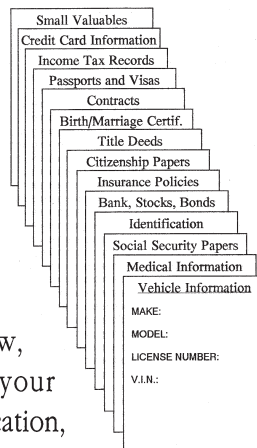 Small Valuables
Credit Card Information
Income Tax Records
Passports and Visas
Contracts
Birth/Marriage Certif.
Title Deeds
Citizenship Papers
Insurance Policies
Bank, Stocks, Bonds
Identification
Social Security Papers
Medical Information
Vehicle Information
MAKE:
MODEL:
LICENSE NUMBER:
V.I.N.:
your